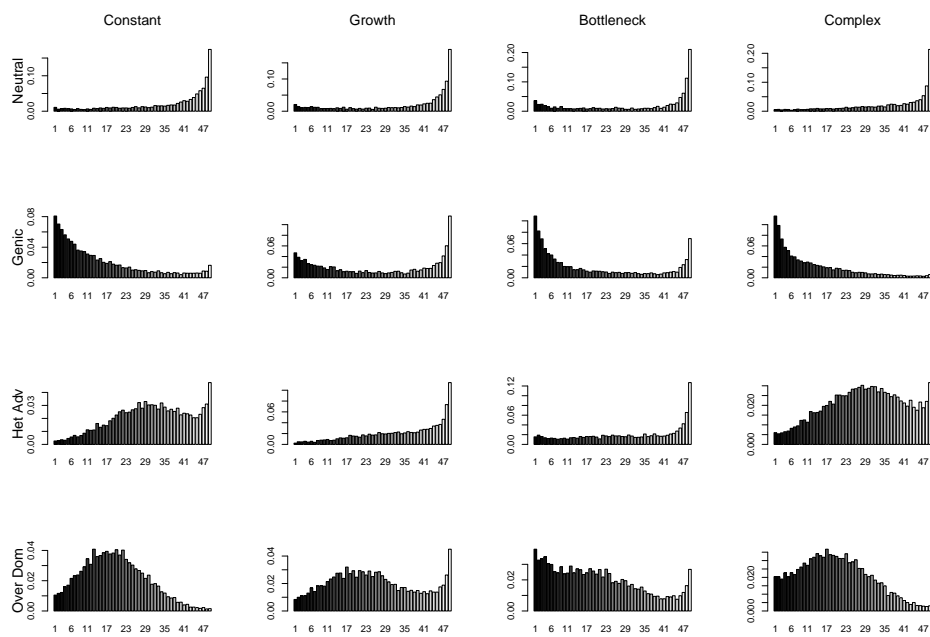 Constant Growth Bottleneck Complex
Neutral
0.00 0.10
1 6 11 17 23 29 35 41 47
0.00 0.10
1 6 11 17 23 29 35 41 47
0.00 0.10 0.20
1 6 11 17 23 29 35 41 47
0.00 0.10 0.20
1 6 11 17 23 29 35 41 47
Genic
0.00 0.04 0.08
1 6 11 17 23 29 35 41 47
0.00 0.06
1 6 11 17 23 29 35 41 47
0.00 0.06
1 6 11 17 23 29 35 41 47
0.00 0.06
1 6 11 17 23 29 35 41 47
Het Adv
0.00 0.03
1 6 11 17 23 29 35 41 47
0.00 0.06
1 6 11 17 23 29 35 41 47
0.00 0.06 0.12
1 6 11 17 23 29 35 41 47
0.000 0.020
1 6 11 17 23 29 35 41 47
Over Dom
0.00 0.02 0.04
1 6 11 17 23 29 35 41 47
0.00 0.02 0.04
1 6 11 17 23 29 35 41 47
0.00 0.02
1 6 11 17 23 29 35 41 47
0.000 0.020
1 6 11 17 23 29 35 41 47